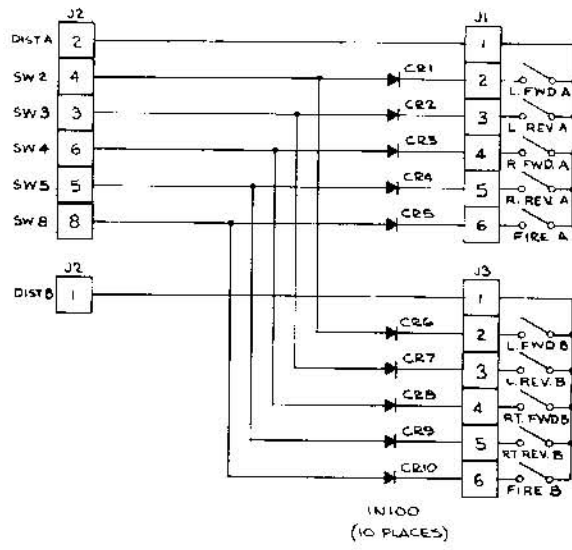 J2 J1
DIST A 2 1
SW 2 4 CR1 2 L. FWD. A
SW 3 3 CR2 3 L REV. A
SW 4 6 CR3 4 R FWD. A
SW 5 5 CR4 5 R. REV. A
SW 8 8 CR5 6 FIRE A
J2 J3
DIST B 1 1
CR6 2 L. FWD B
CR7 3 L. REV. B
CR8 4 RT. FWD B
CR9 5 RT REV. B
CR10 6 FIRE B
IN100
(10 PLACES)